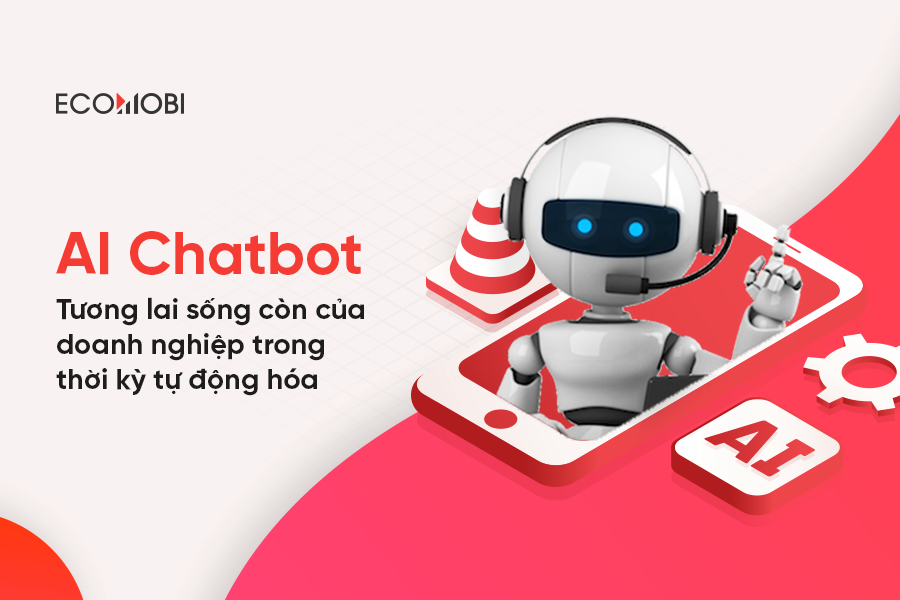 ECOMOBI
AI Chatbot
Tương lai sống còn của
doanh nghiệp trong
thời kỳ tự động hóa
AI